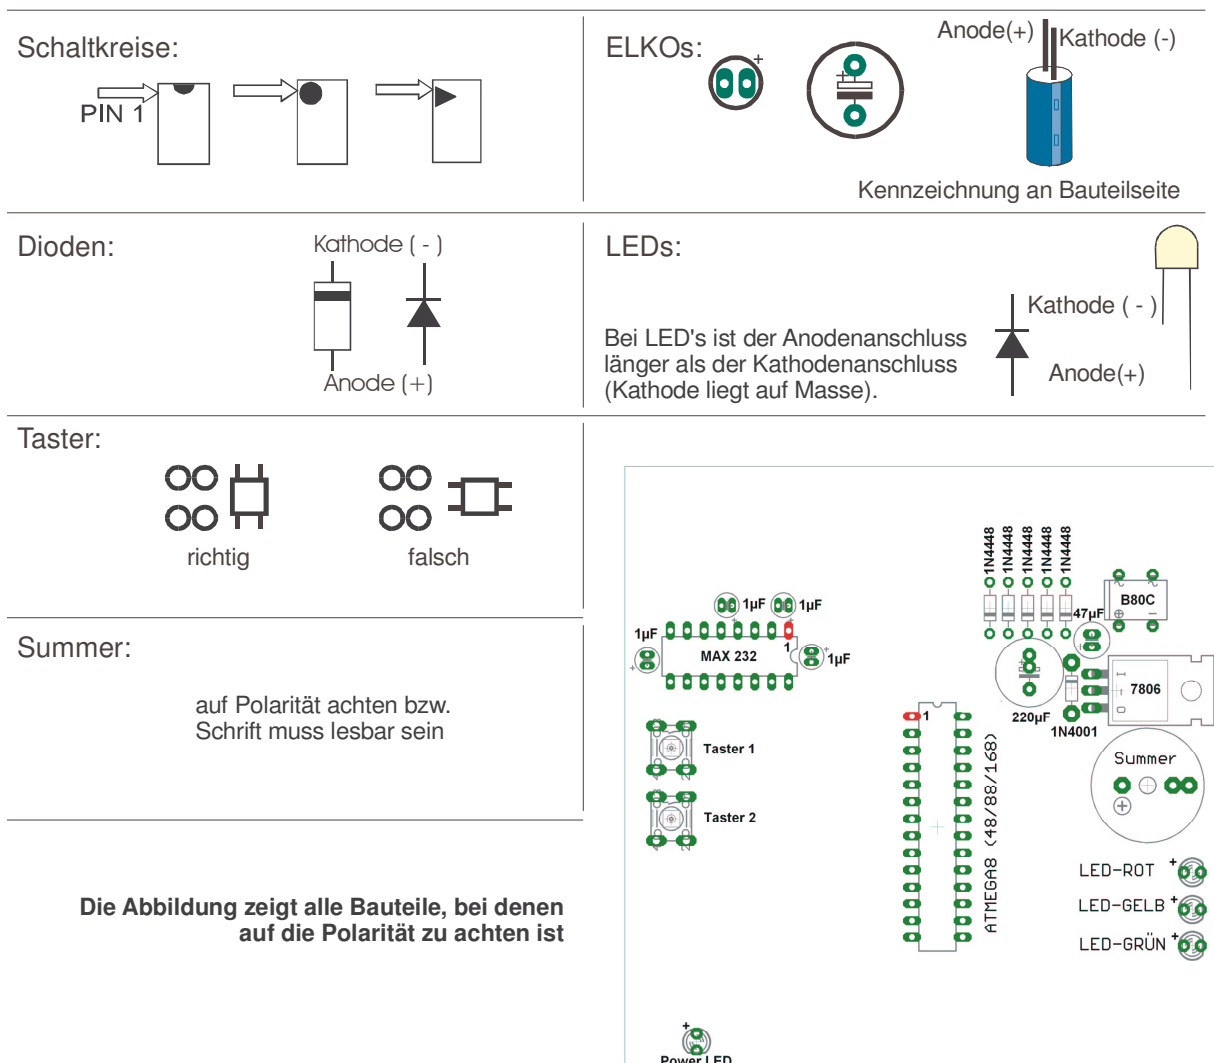 Schaltkreise:
PIN 1
ELKOs:
+
+
Anode(+)
Kathode (-)
Kennzeichnung an Bauteilseite
Dioden:
Kathode ( - )
Anode (+)
LEDs:
Bei LED's ist der Anodenanschluss
länger als der Kathodenanschluss
(Kathode liegt auf Masse).
Kathode ( - )
Anode(+)
Taster:
richtig
falsch
Summer:
auf Polarität achten bzw.
Schrift muss lesbar sein
Die Abbildung zeigt alle Bauteile, bei denen
auf die Polarität zu achten ist
1N4448
1N4448
1N4448
1N4448
1N4448
B80C
47µF
1µF
1µF
1µF
1µF
MAX 232
1
220µF
1N4001
7806
I
O
1
ATMEGA8 (48/88/168)
Taster 1
Taster 2
Summer
LED-ROT +
LED-GELB +
LED-GRÜN +
+
Power LED